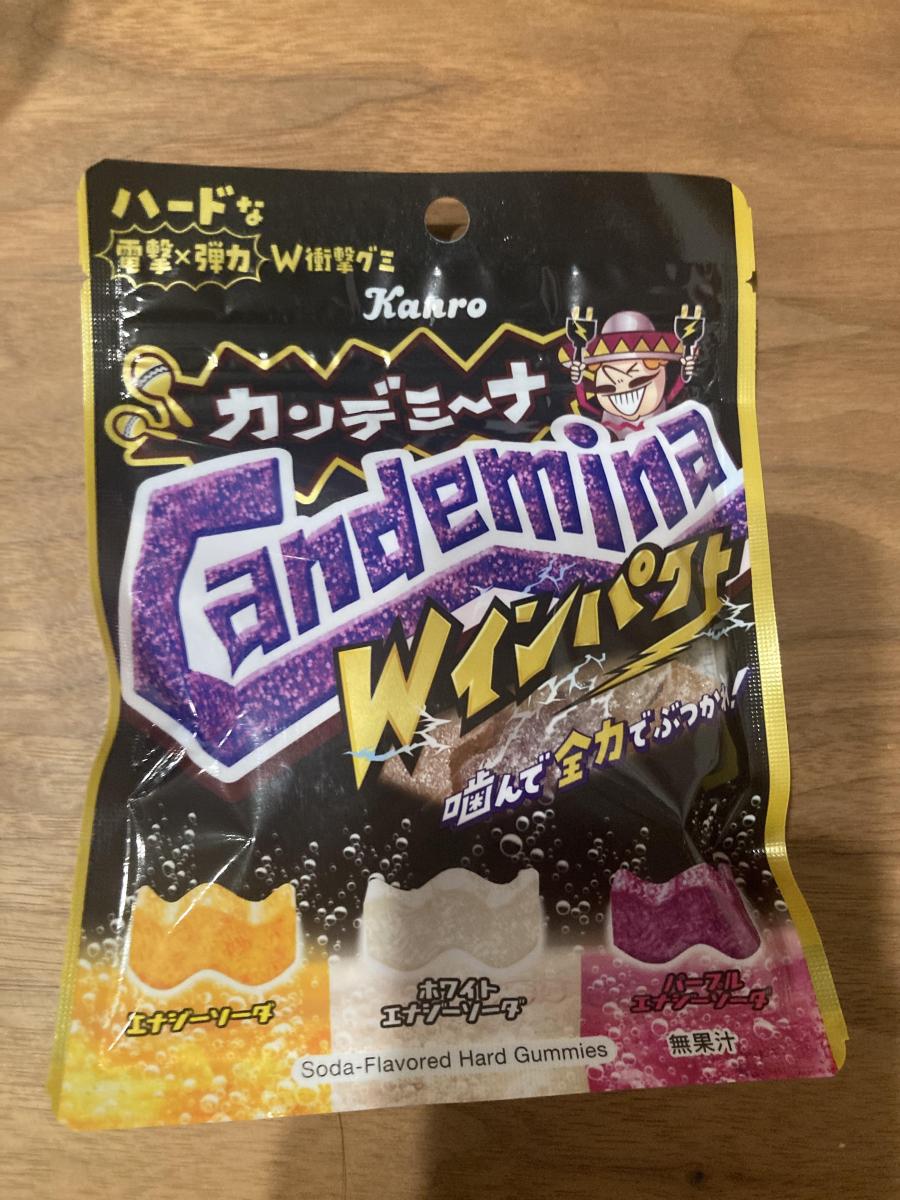 ハードな
電撃×弾力 W衝撃グミ
Kanro
カンデミ〜ナ
Candemina
Wインパクト
噛んで全力でぶつかれ!
エナジーソーダ
ホワイト
エナジーソーダ
パープル
エナジーソーダ
無果汁
Soda-Flavored Hard Gummies